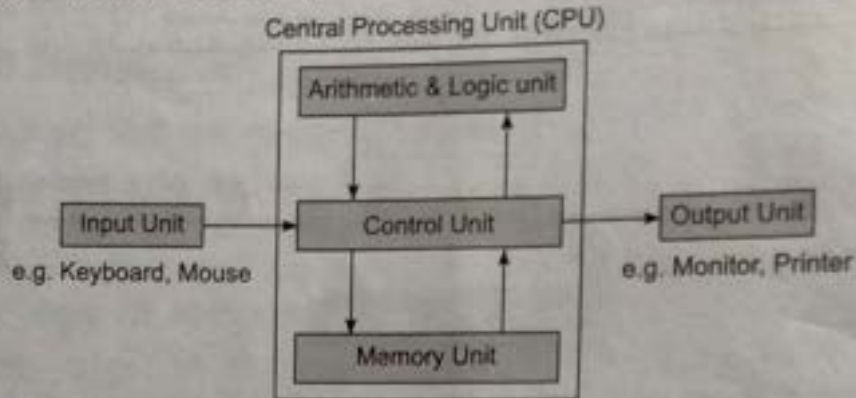 Central Processing Unit (CPU)
Arithmetic & Logic unit
Input Unit
Control Unit
Output Unit
e.g. Keyboard, Mouse
e.g. Monitor, Printer
Memory Unit